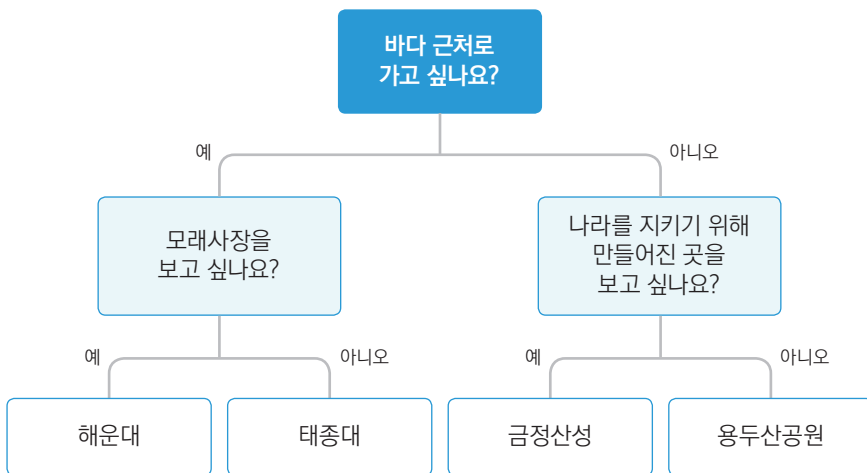 바다 근처로
가고 싶나요?
예
아니오
모래사장을
보고 싶나요?
나라를 지키기 위해
만들어진 곳을
보고 싶나요?
예
아니오
예
아니오
해운대
태종대
금정산성
용두산공원